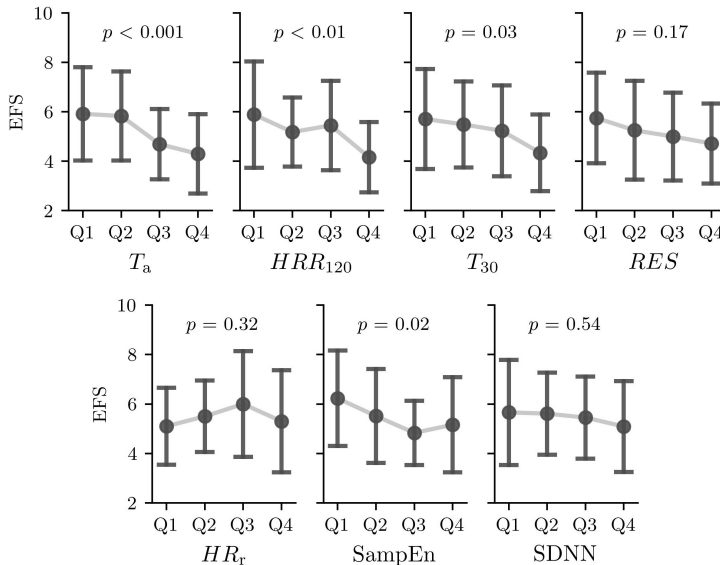 p < 0.001 p < 0.01 p = 0.03 p = 0.17
EFS
8
6
4
2
Q1 Q2 Q3 Q4 Q1 Q2 Q3 Q4 Q1 Q2 Q3 Q4 Q1 Q2 Q3 Q4
Ta HRR120 T30 RES
10
p = 0.32 p = 0.02 p = 0.54
EFS
8
6
4
2
Q1 Q2 Q3 Q4 Q1 Q2 Q3 Q4 Q1 Q2 Q3 Q4
HRr SampEn SDNN